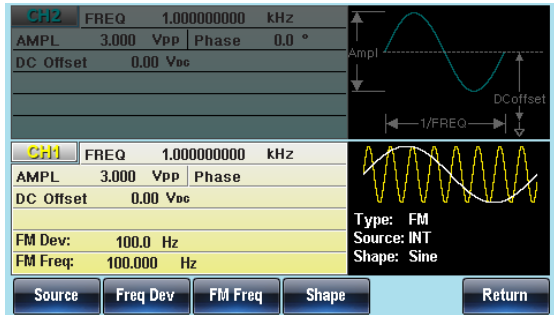 CH2 FREQ 1.000000000 kHz
AMPL 3.000 Vpp Phase 0.0 °
DC Offset 0.00 VDC
Ampl
DCoffset
1/FREQ
CH1 FREQ 1.000000000 kHz
AMPL 3.000 Vpp Phase
DC Offset 0.00 VDC
FM Dev: 100.0 Hz
FM Freq: 100.000 Hz
Type: FM
Source: INT
Shape: Sine
Source Freq Dev FM Freq Shape Return